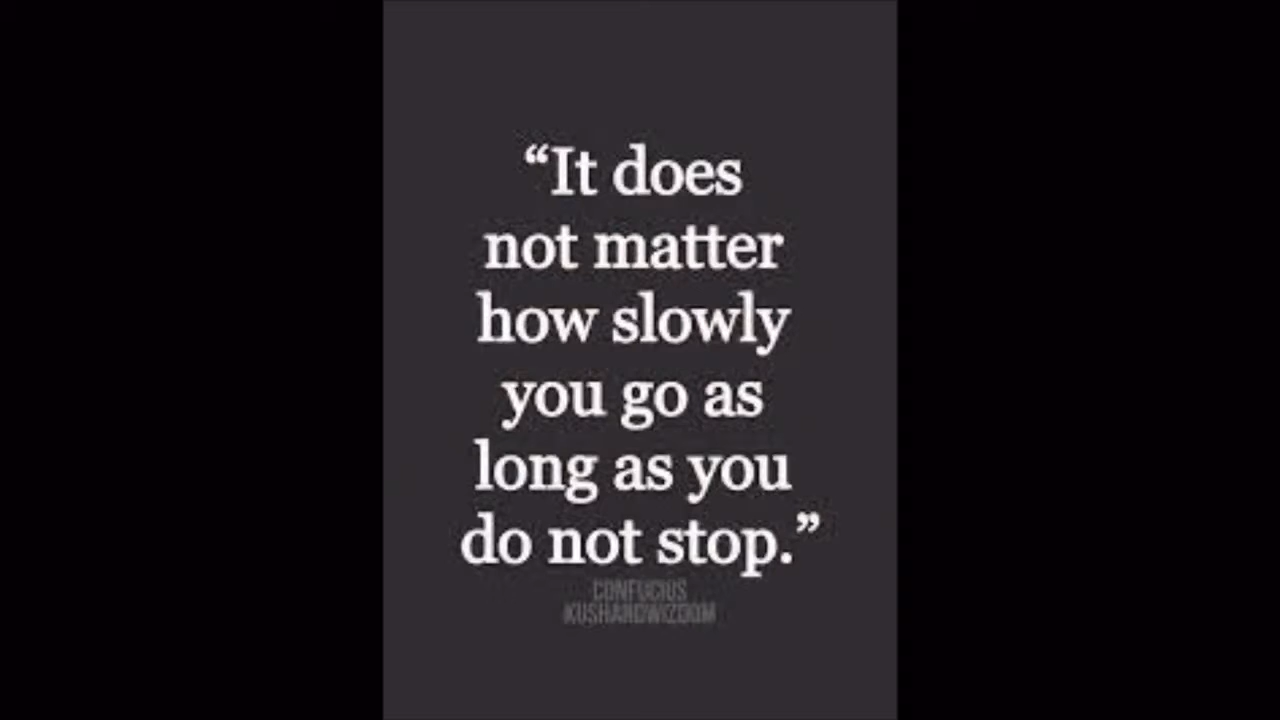 “It does
not matter
how slowly
you go as
long as you
do not stop.”
CONFUCIUS
KUSHANDWIZDOM